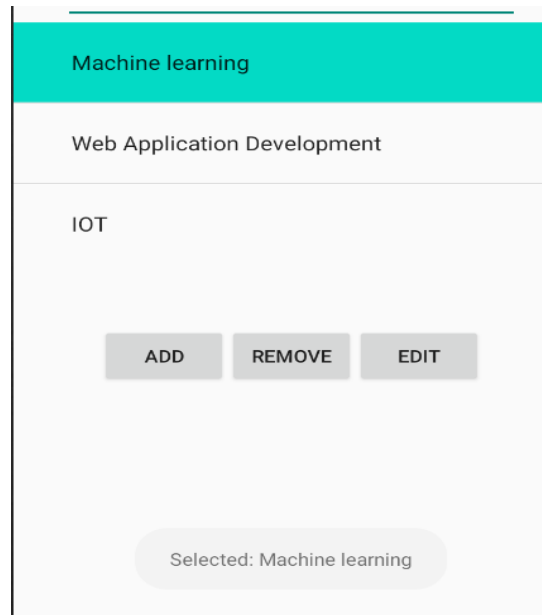 Machine learning
Web Application Development
IOT
ADD REMOVE EDIT
Selected: Machine learning